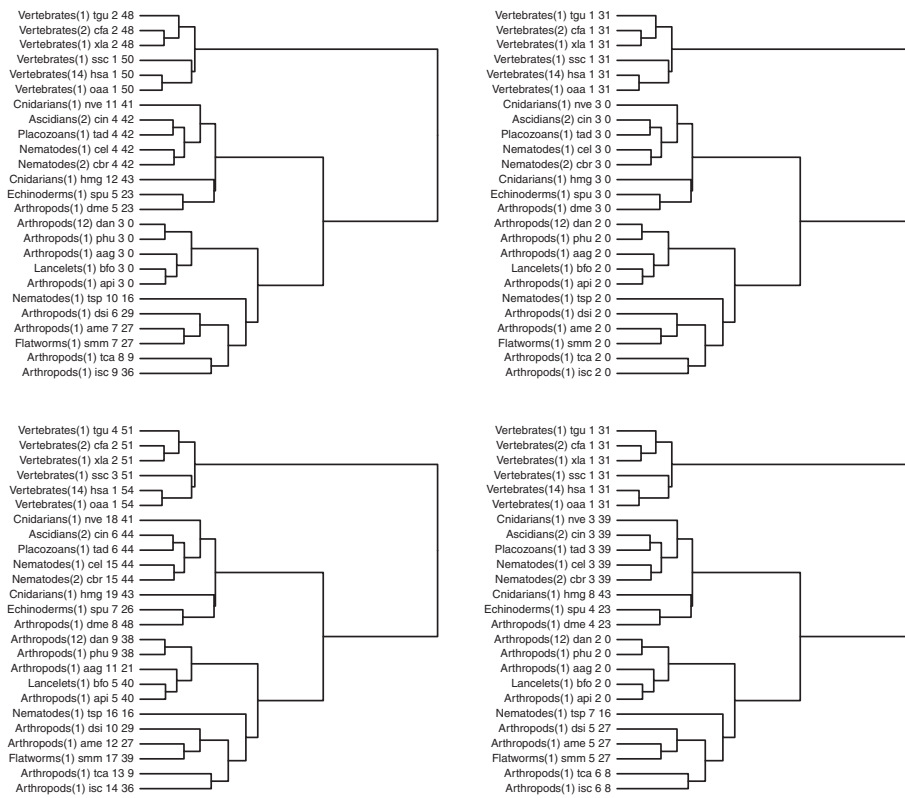 Vertebrates(1) tgu 2 48
Vertebrates(2) cfa 2 48
Vertebrates(1) xla 2 48
Vertebrates(1) ssc 1 50
Vertebrates(14) hsa 1 50
Vertebrates(1) oaa 1 50
Cnidarians(1) nve 11 41
Ascidians(2) cin 4 42
Placozoans(1) tad 4 42
Nematodes(1) cel 4 42
Nematodes(2) cbr 4 42
Cnidarians(1) hmg 12 43
Echinoderms(1) spu 5 23
Arthropods(1) dme 5 23
Arthropods(12) dan 3 0
Arthropods(1) phu 3 0
Arthropods(1) aag 3 0
Lancelets(1) bfo 3 0
Arthropods(1) api 3 0
Nematodes(1) tsp 10 16
Arthropods(1) dsi 6 29
Arthropods(1) ame 7 27
Flatworms(1) smm 7 27
Arthropods(1) tca 8 9
Arthropods(1) isc 9 36
Vertebrates(1) tgu 1 31
Vertebrates(2) cfa 1 31
Vertebrates(1) xla 1 31
Vertebrates(1) ssc 1 31
Vertebrates(14) hsa 1 31
Vertebrates(1) oaa 1 31
Cnidarians(1) nve 3 0
Ascidians(2) cin 3 0
Placozoans(1) tad 3 0
Nematodes(1) cel 3 0
Nematodes(2) cbr 3 0
Cnidarians(1) hmg 3 0
Echinoderms(1) spu 3 0
Arthropods(1) dme 3 0
Arthropods(12) dan 2 0
Arthropods(1) phu 2 0
Arthropods(1) aag 2 0
Lancelets(1) bfo 2 0
Arthropods(1) api 2 0
Nematodes(1) tsp 2 0
Arthropods(1) dsi 2 0
Arthropods(1) ame 2 0
Flatworms(1) smm 2 0
Arthropods(1) tca 2 0
Arthropods(1) isc 2 0
Vertebrates(1) tgu 4 51
Vertebrates(2) cfa 2 51
Vertebrates(1) xla 2 51
Vertebrates(1) ssc 3 51
Vertebrates(14) hsa 1 54
Vertebrates(1) oaa 1 54
Cnidarians(1) nve 18 41
Ascidians(2) cin 6 44
Placozoans(1) tad 6 44
Nematodes(1) cel 15 44
Nematodes(2) cbr 15 44
Cnidarians(1) hmg 19 43
Echinoderms(1) spu 7 26
Arthropods(1) dme 8 48
Arthropods(12) dan 9 38
Arthropods(1) phu 9 38
Arthropods(1) aag 11 21
Lancelets(1) bfo 5 40
Arthropods(1) api 5 40
Nematodes(1) tsp 16 16
Arthropods(1) dsi 10 29
Arthropods(1) ame 12 27
Flatworms(1) smm 17 39
Arthropods(1) tca 13 9
Arthropods(1) isc 14 36
Vertebrates(1) tgu 1 31
Vertebrates(2) cfa 1 31
Vertebrates(1) xla 1 31
Vertebrates(1) ssc 1 31
Vertebrates(14) hsa 1 31
Vertebrates(1) oaa 1 31
Cnidarians(1) nve 3 39
Ascidians(2) cin 3 39
Placozoans(1) tad 3 39
Nematodes(1) cel 3 39
Nematodes(2) cbr 3 39
Cnidarians(1) hmg 8 43
Echinoderms(1) spu 4 23
Arthropods(1) dme 4 23
Arthropods(12) dan 2 0
Arthropods(1) phu 2 0
Arthropods(1) aag 2 0
Lancelets(1) bfo 2 0
Arthropods(1) api 2 0
Nematodes(1) tsp 7 16
Arthropods(1) dsi 5 27
Arthropods(1) ame 5 27
Flatworms(1) smm 5 27
Arthropods(1) tca 6 8
Arthropods(1) isc 6 8